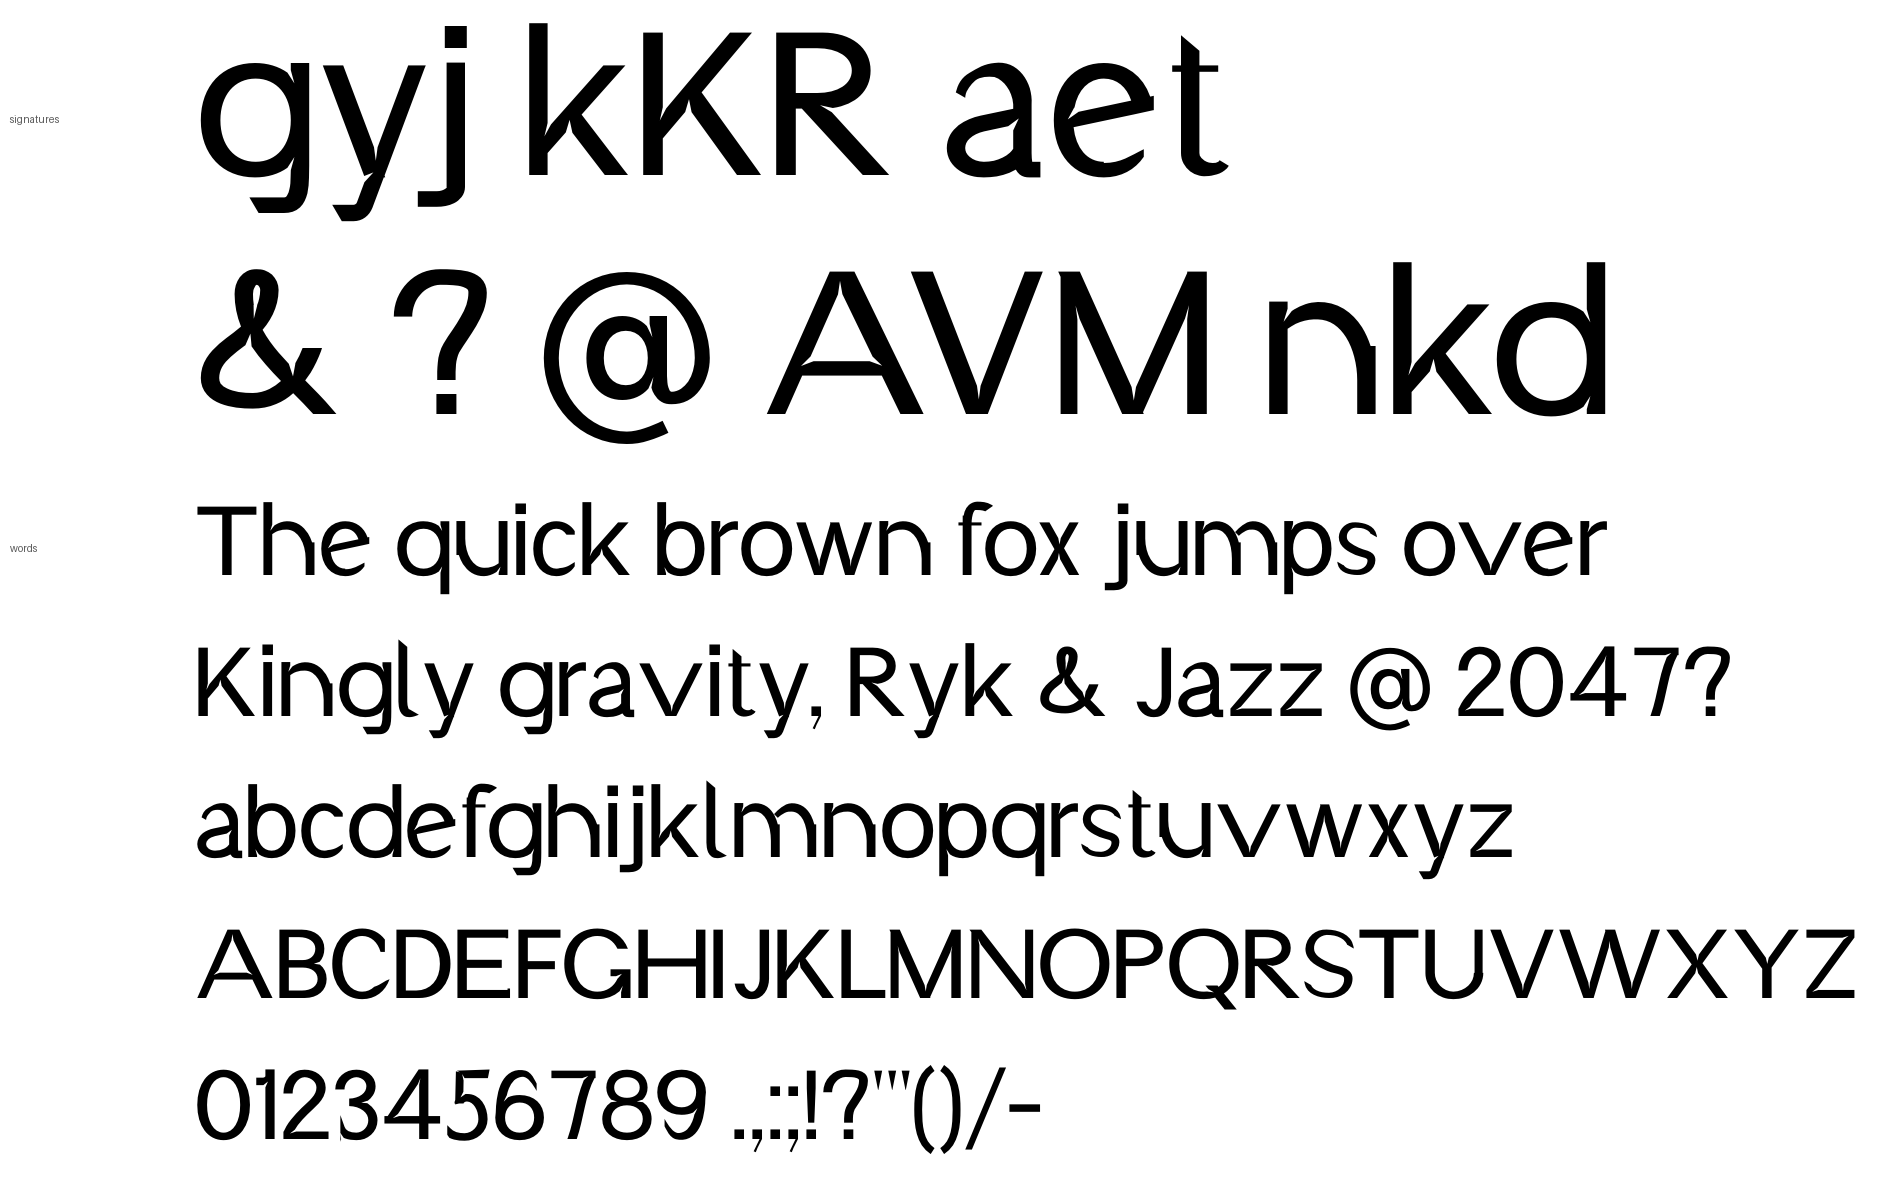 signatures
gyj kKR aet
& ? @ AVM nkd
words
The quick brown fox jumps over
Kingly gravity, Ryk & Jazz @ 2047?
abcdefghijklmnopqrstuvwxyz
ABCDEFGHIJKLMNOPQRSTUVWXYZ
0123456789 .,:;!?"'()/-